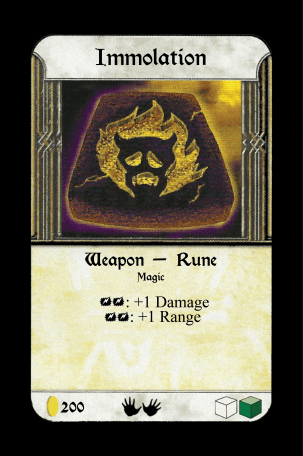 Immolation
Weapon — Rune
Magic
: +1 Damage
: +1 Range
200